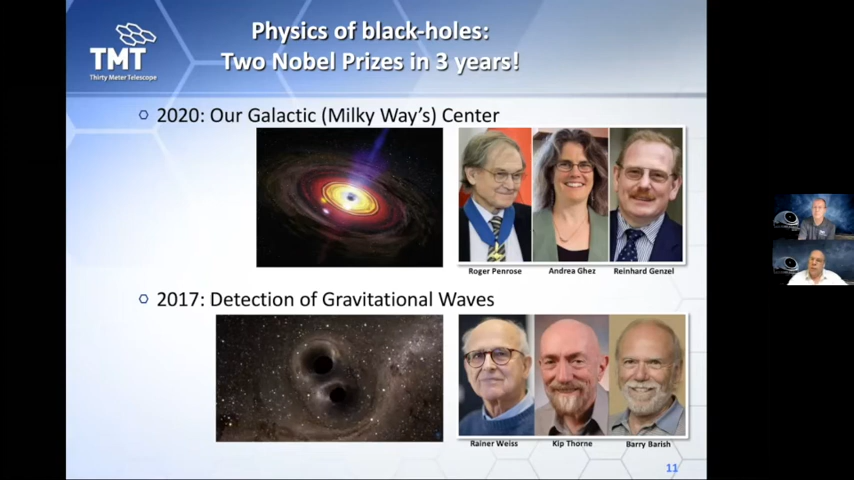 Physics of black-holes:
Two Nobel Prizes in 3 years!
TMT
Thirty Meter Telescope
2020: Our Galactic (Milky Way's) Center
Roger Penrose Andrea Ghez Reinhard Genzel
2017: Detection of Gravitational Waves
Rainer Weiss Kip Thorne Barry Barish
11